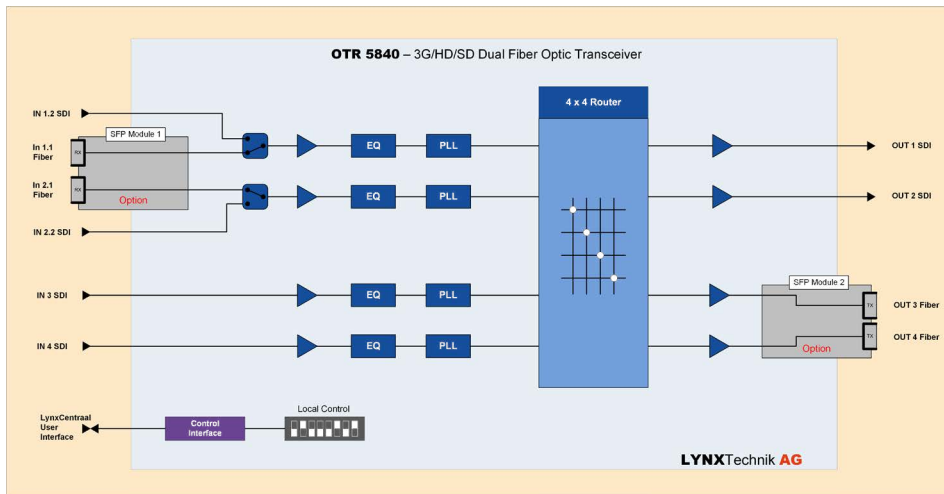 OTR 5840 – 3G/HD/SD Dual Fiber Optic Transceiver
4 x 4 Router
IN 1.2 SDI
SFP Module 1
In 1.1
Fiber
RX
EQ
PLL
OUT 1 SDI
In 2.1
Fiber
RX
Option
EQ
PLL
OUT 2 SDI
IN 2.2 SDI
SFP Module 2
IN 3 SDI
EQ
PLL
TX
OUT 3 Fiber
IN 4 SDI
EQ
PLL
TX
OUT 4 Fiber
Option
LynxCentraal
User
Interface
Control
Interface
Local Control
LYNXTechnik AG